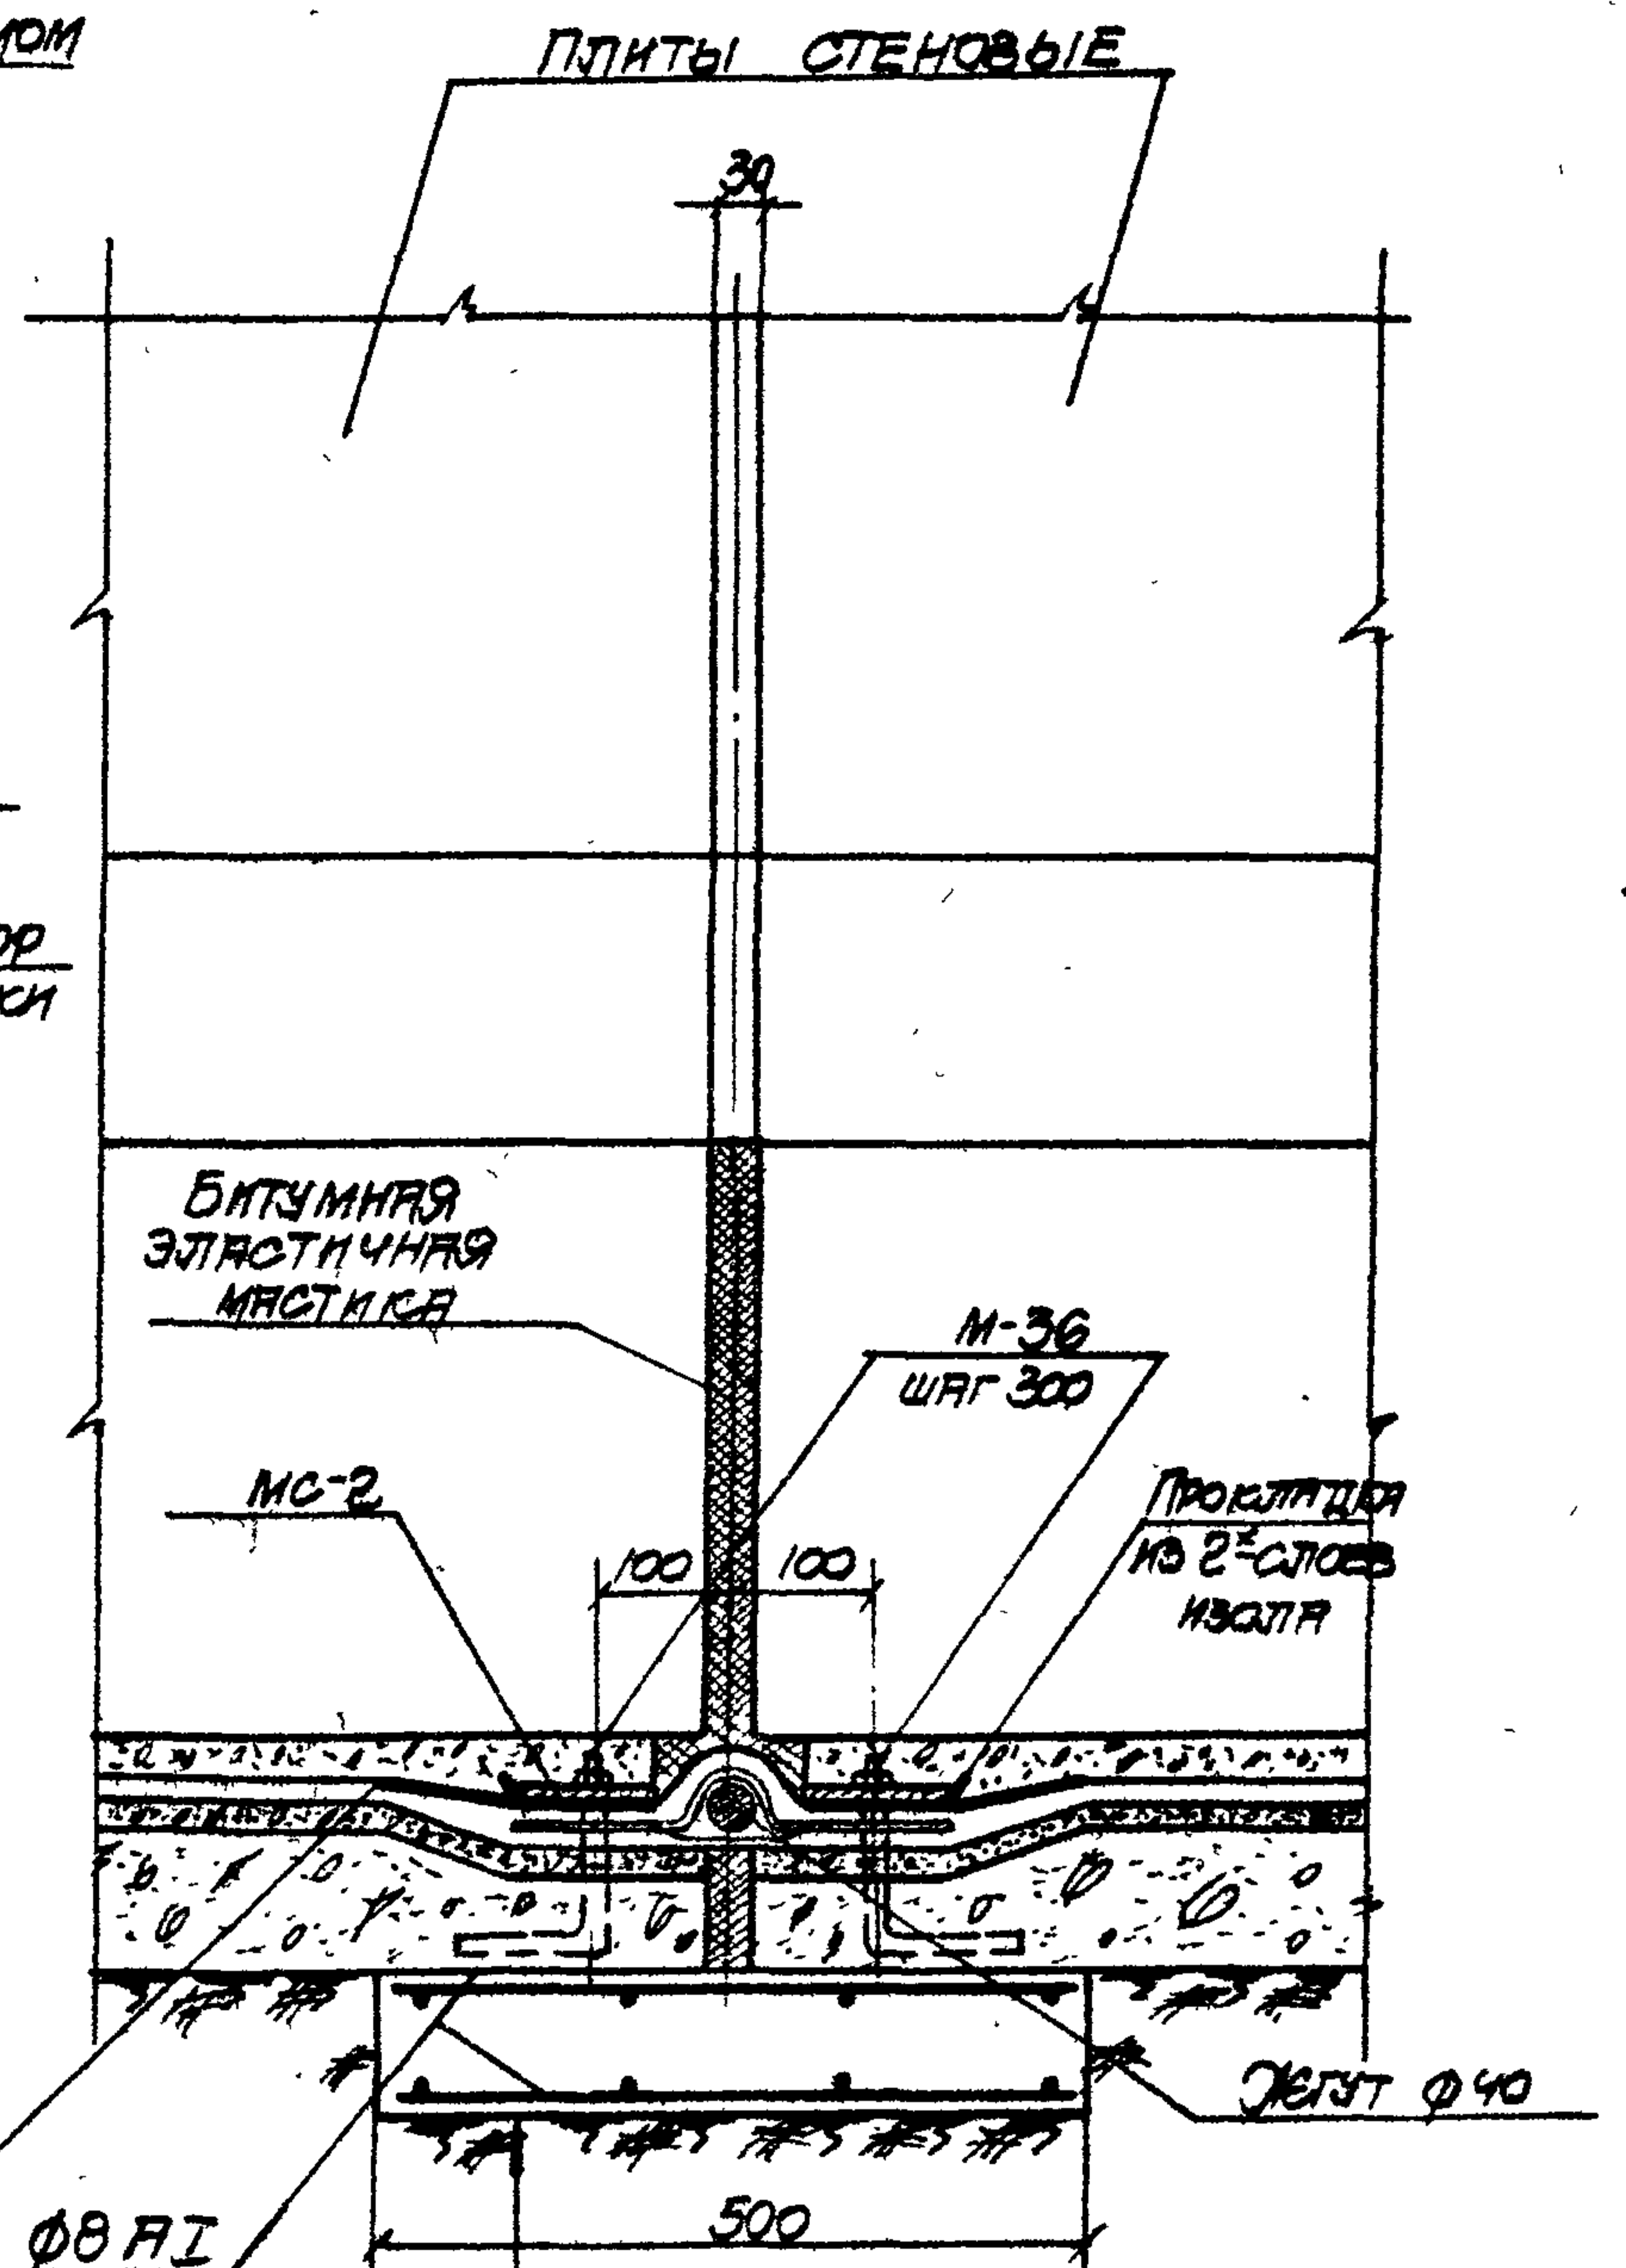 ПЛИТЫ СТЕНОВЫЕ
30
БИТУМНАЯ
ЭЛАСТИЧНАЯ
МАСТИКА
М-36
ШАГ 300
МС-2
100 100
ПРОКЛАДКА
ИЗ 2х-СЛОЕВ
ИЗОЛА
ЖГУТ Ф40
Ф8 АI
500